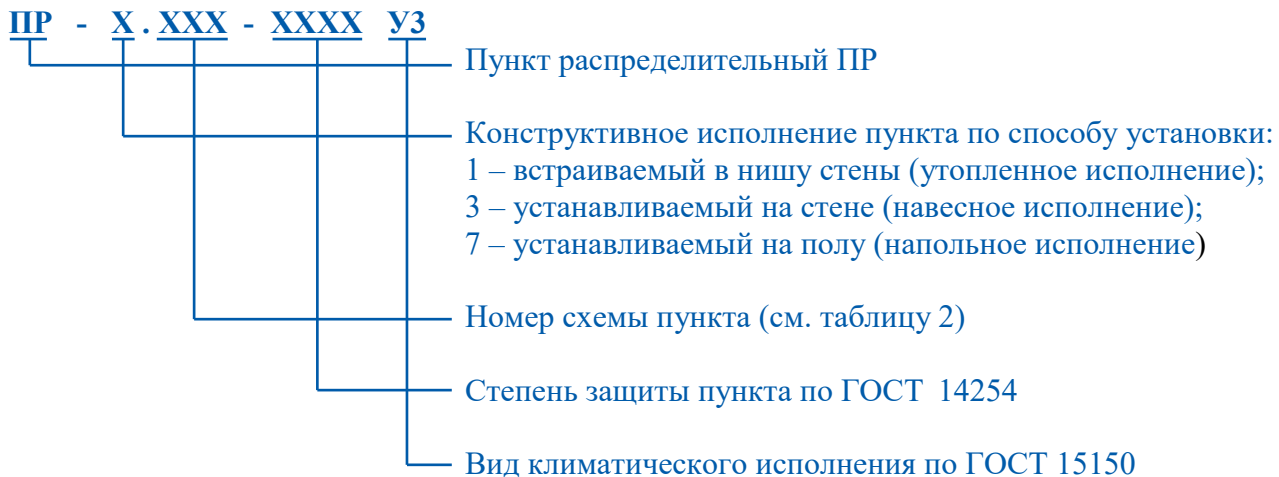 ПР - Х . ХХХ - ХХХХ У3
Пункт распределительный ПР
Конструктивное исполнение пункта по способу установки:
1 – встраиваемый в нишу стены (утопленное исполнение);
3 – устанавливаемый на стене (навесное исполнение);
7 – устанавливаемый на полу (напольное исполнение)
Номер схемы пункта (см. таблицу 2)
Степень защиты пункта по ГОСТ 14254
Вид климатического исполнения по ГОСТ 15150